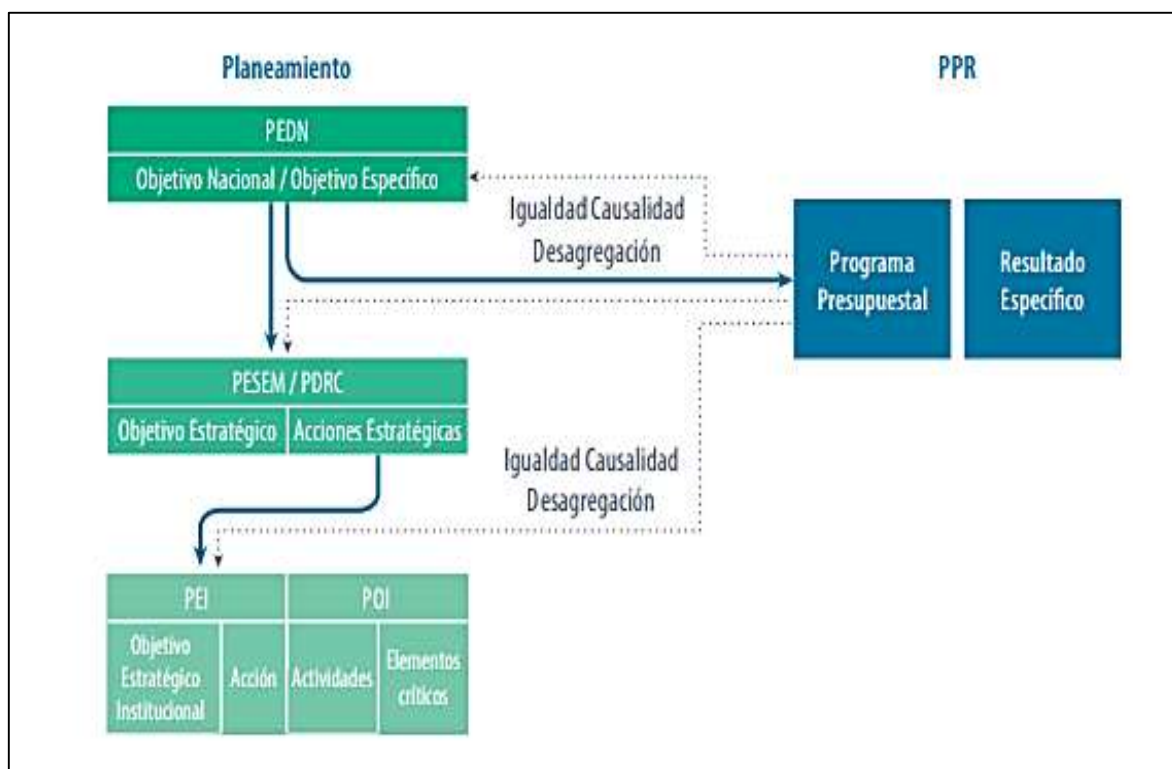 Planeamiento
PPR
PEDN
Objetivo Nacional / Objetivo Específico
Igualdad Causalidad
Desagregación
Programa
Presupuestal
Resultado
Específico
PESEM / PDRC
Objetivo Estratégico
Acciones Estratégicas
Igualdad Causalidad
Desagregación
PEI
POI
Objetivo
Estratégico
Institucional
Acción
Actividades
Elementos
críticos